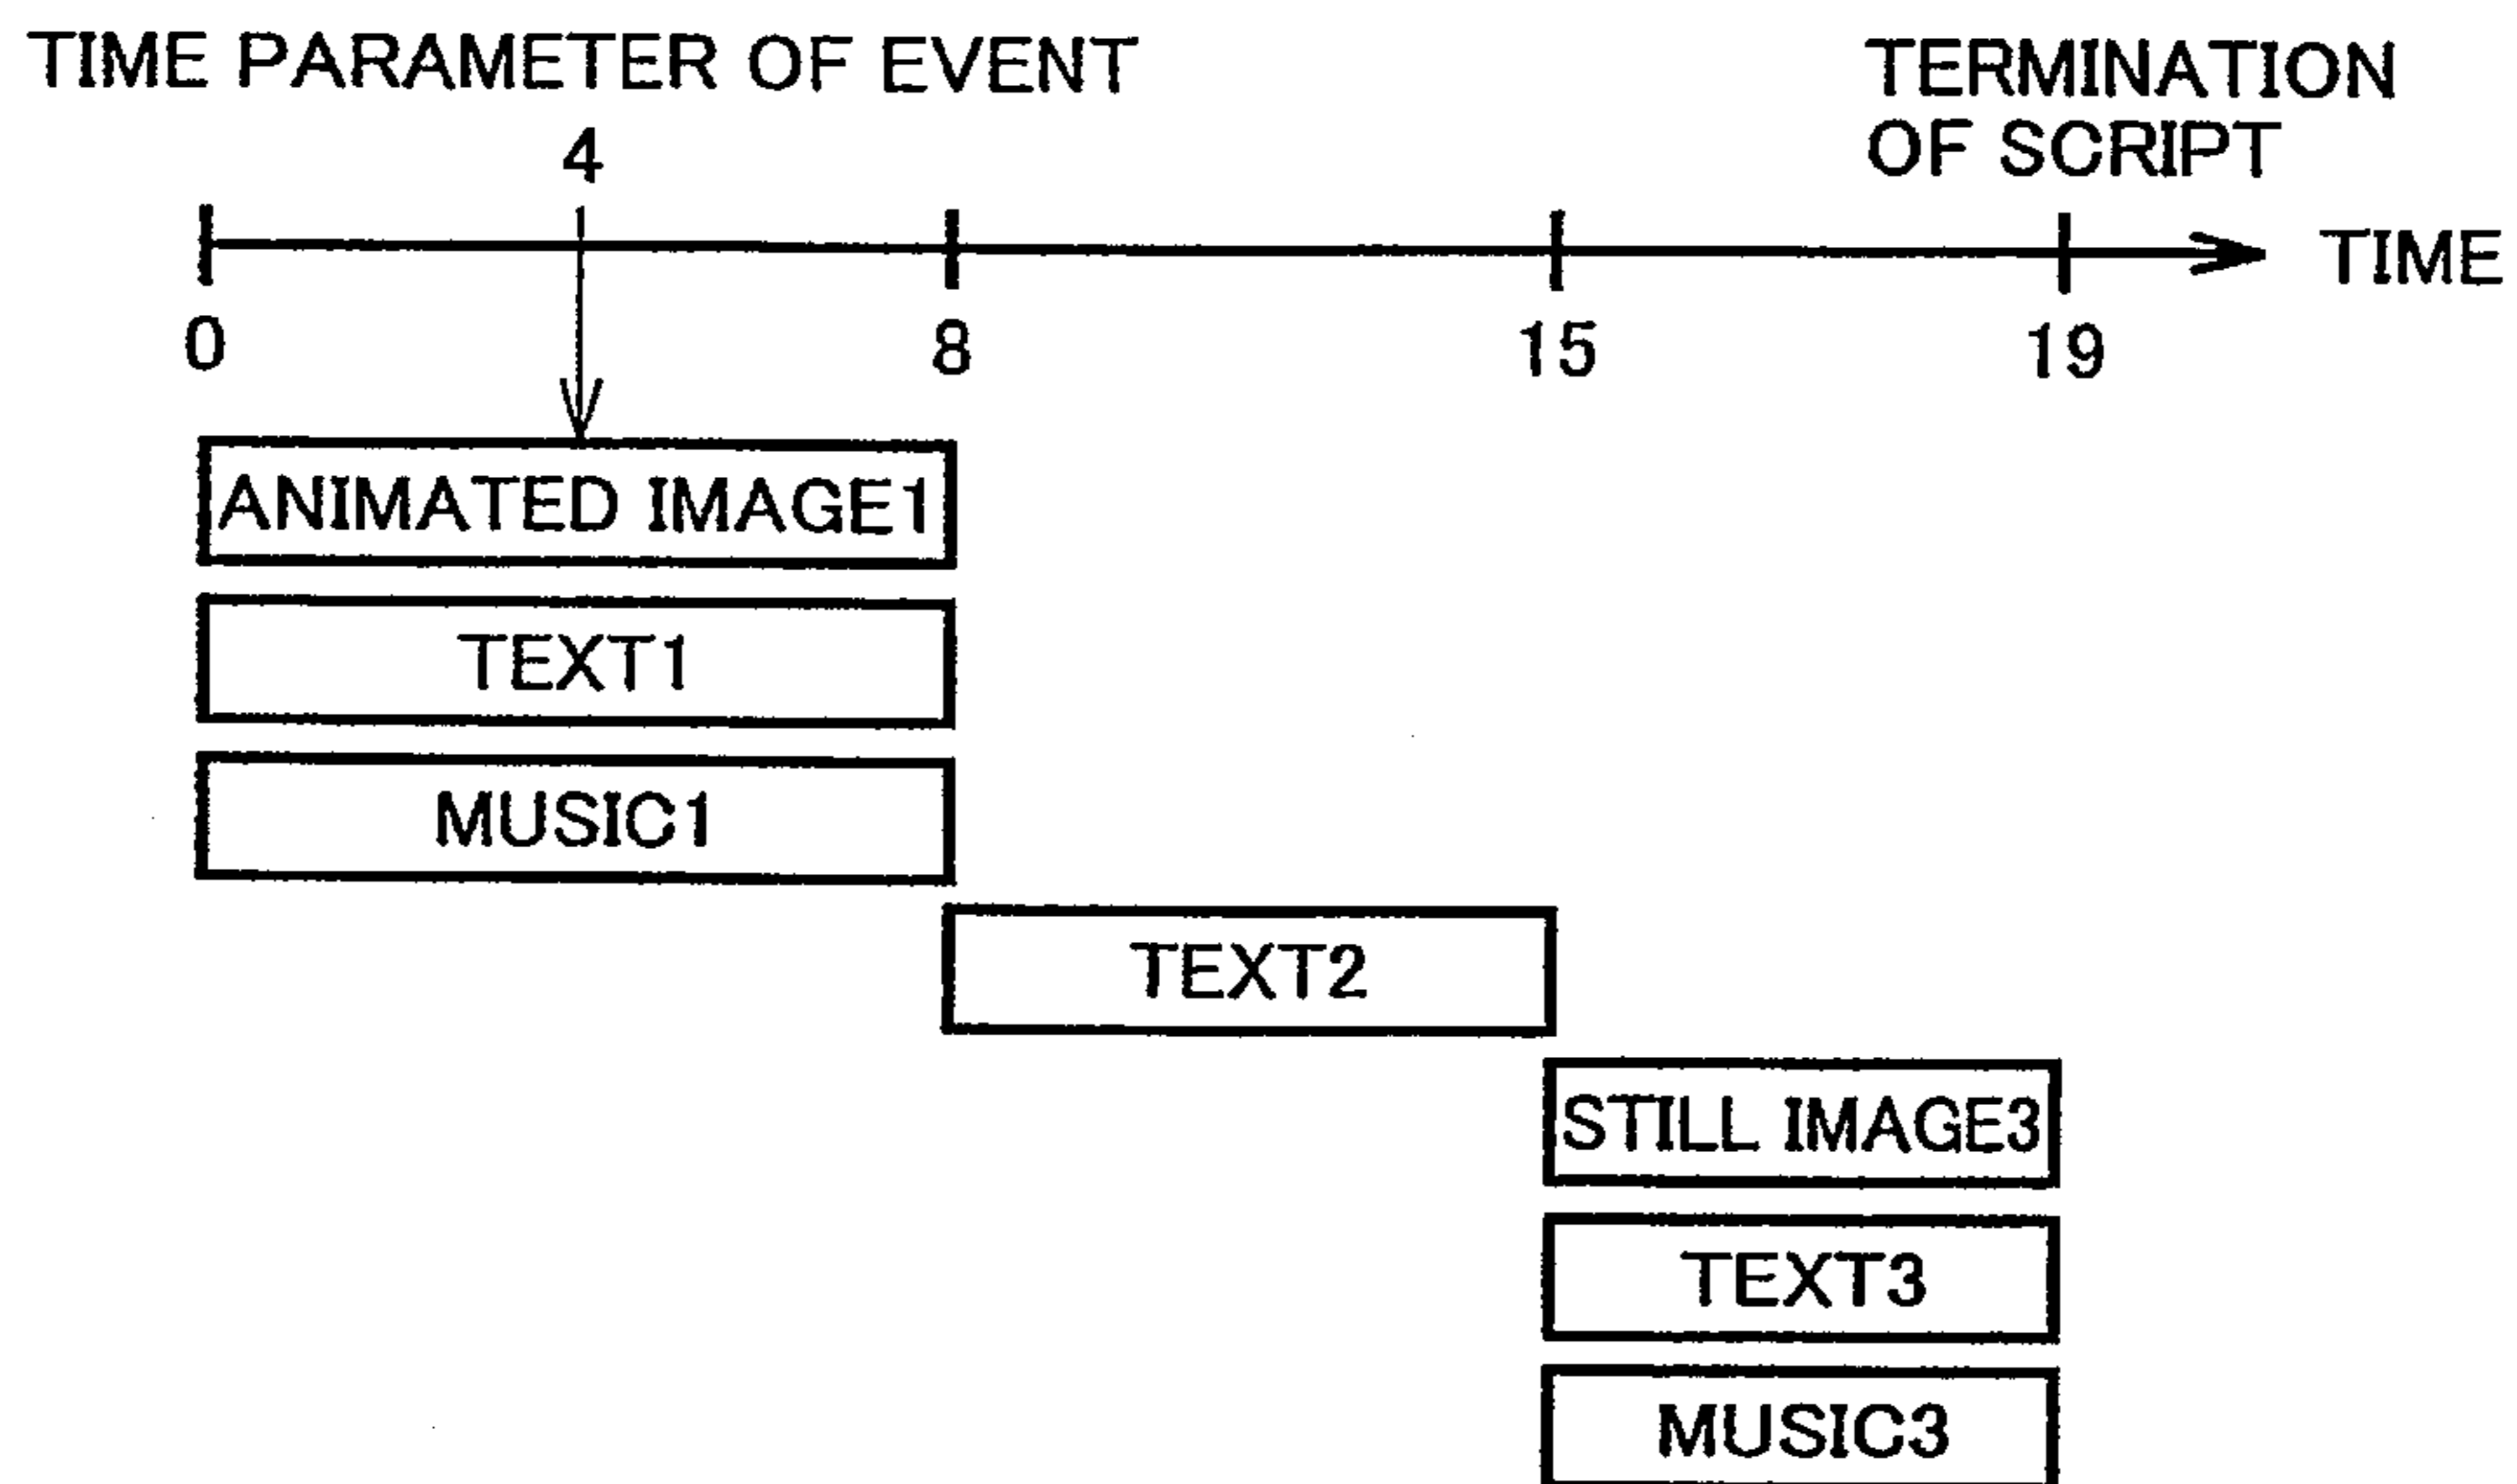 TIME PARAMETER OF EVENT
TERMINATION
OF SCRIPT
4
TIME
0
8
15
19
ANIMATED IMAGE1
TEXT1
MUSIC1
TEXT2
STILL IMAGE3
TEXT3
MUSIC3